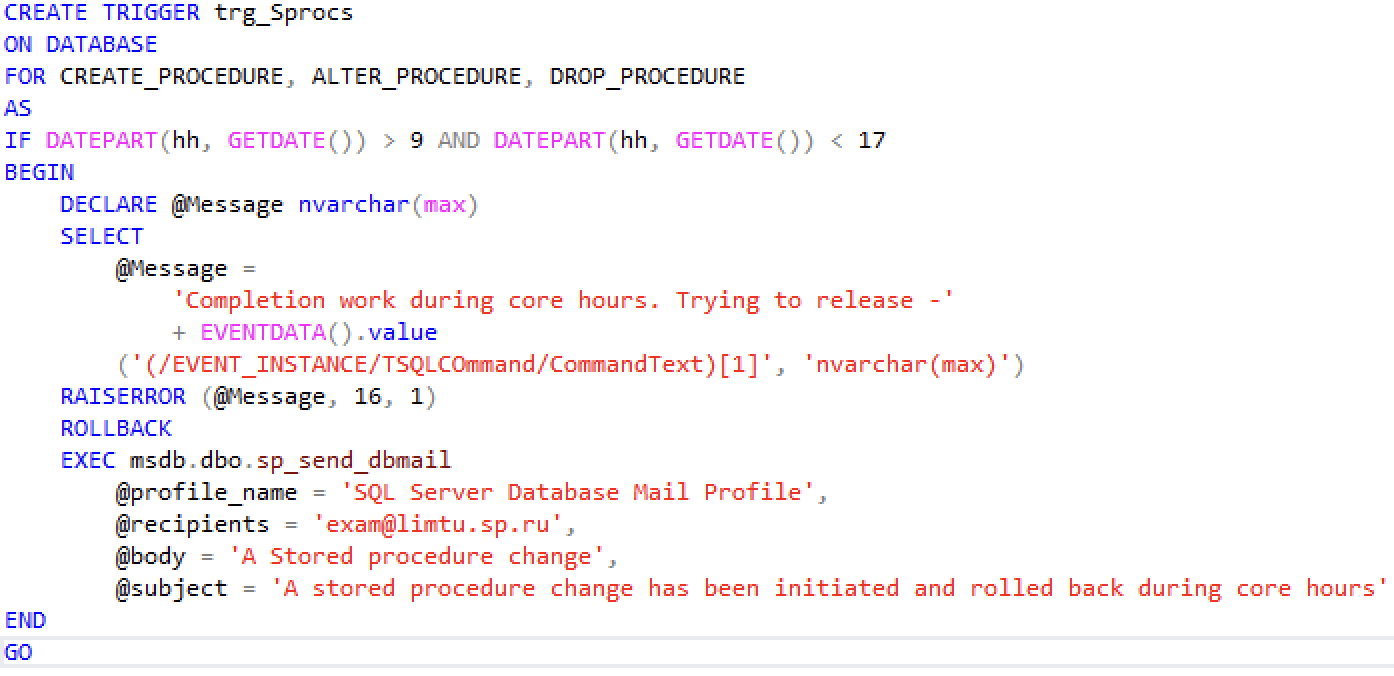 CREATE TRIGGER trg_Sprocs
ON DATABASE
FOR CREATE_PROCEDURE, ALTER_PROCEDURE, DROP_PROCEDURE
AS
IF DATEPART(hh, GETDATE()) > 9 AND DATEPART(hh, GETDATE()) < 17
BEGIN
    DECLARE @Message nvarchar(max)
    SELECT
        @Message =
            'Completion work during core hours. Trying to release -'
            + EVENTDATA().value
        ('(/EVENT_INSTANCE/TSQLCOmmand/CommandText)[1]', 'nvarchar(max)')
    RAISERROR (@Message, 16, 1)
    ROLLBACK
    EXEC msdb.dbo.sp_send_dbmail
        @profile_name = 'SQL Server Database Mail Profile',
        @recipients = 'exam@limtu.sp.ru',
        @body = 'A Stored procedure change',
        @subject = 'A stored procedure change has been initiated and rolled back during core hours'
END
GO